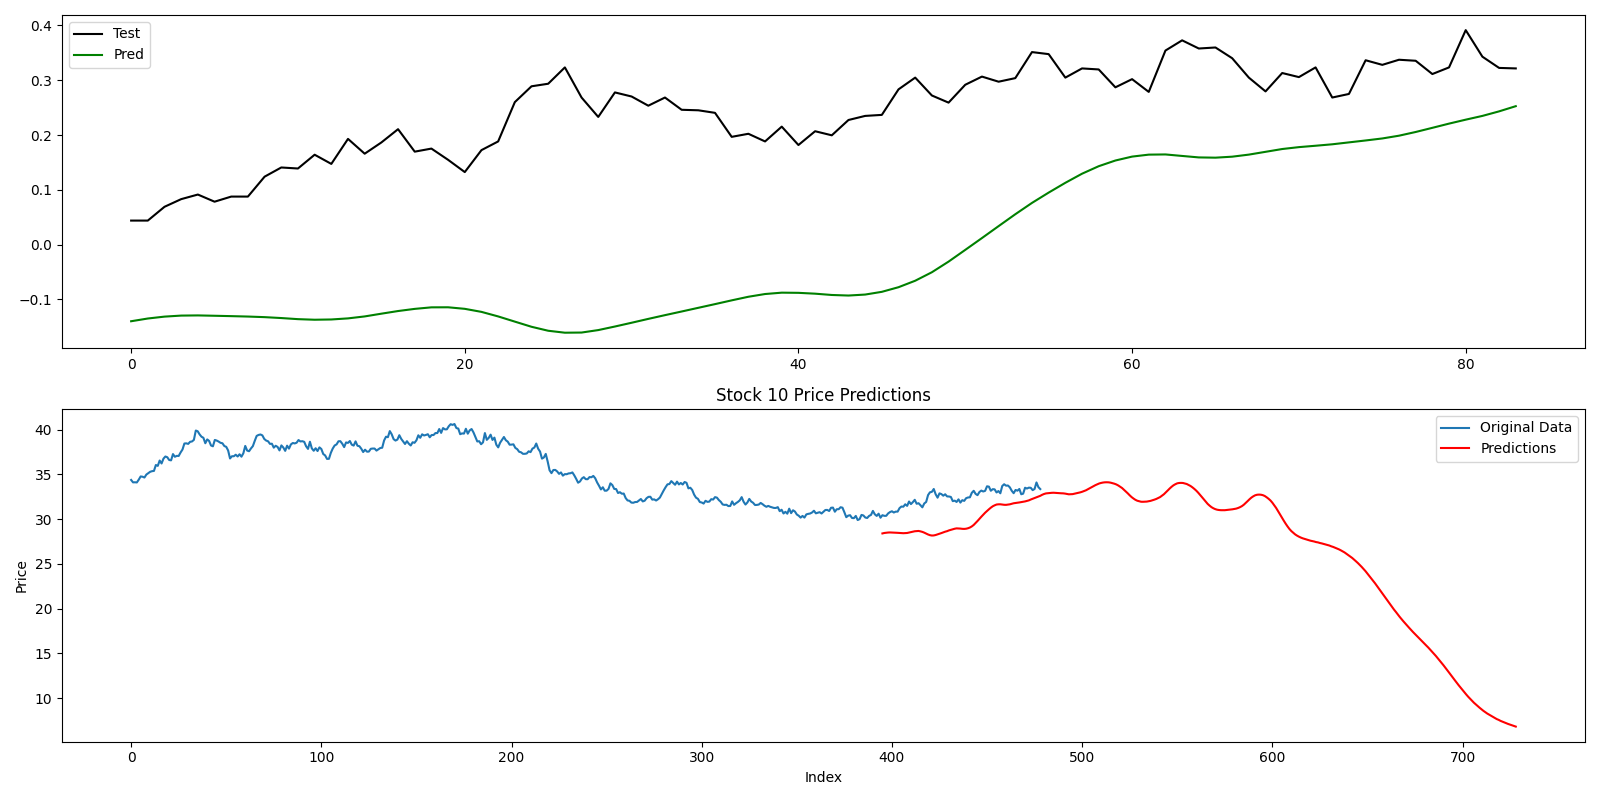 0.4
0.3
0.2
0.1
0.0
−0.1
Test
Pred
0 20 40 60 80
Stock 10 Price Predictions
40
35
30
25
20
15
10
Price
Original Data
Predictions
0 100 200 300 400 500 600 700
Index